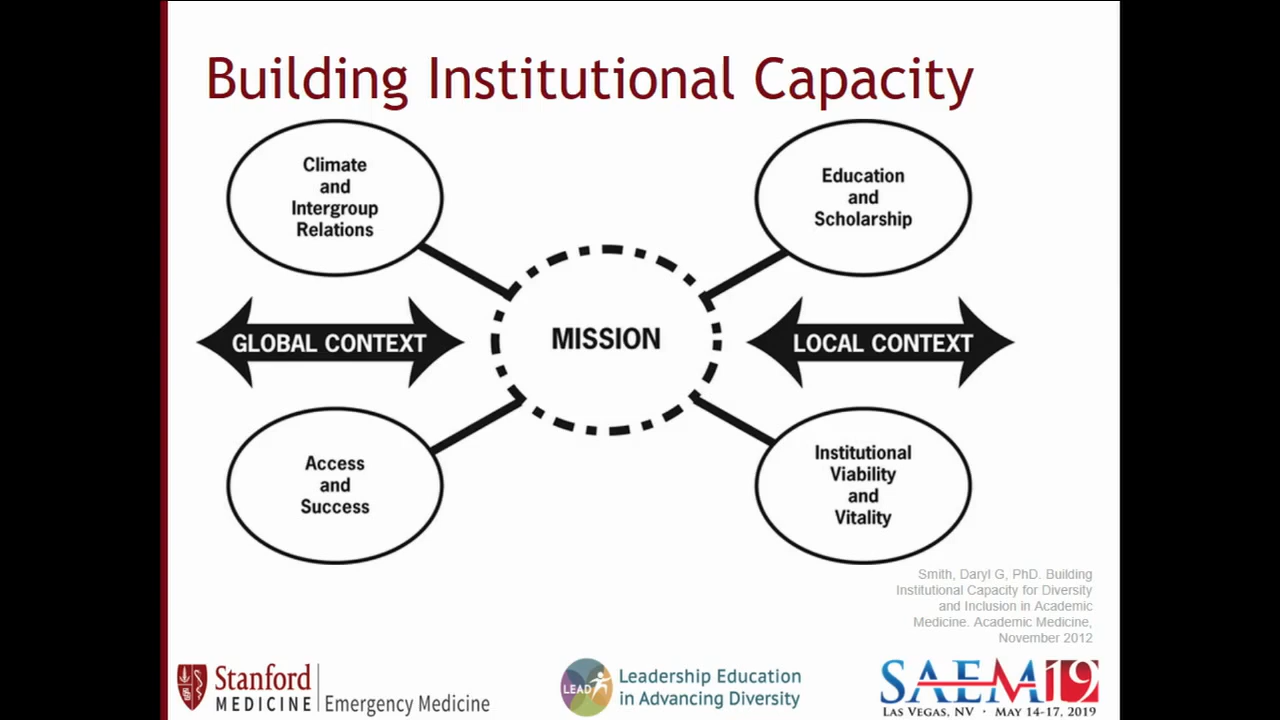 Building Institutional Capacity
Climate
and
Intergroup
Relations
Education
and
Scholarship
GLOBAL CONTEXT
MISSION
LOCAL CONTEXT
Access
and
Success
Institutional
Viability
and
Vitality
Smith, Daryl G, PhD. Building
Institutional Capacity for Diversity
and Inclusion in Academic
Medicine. Academic Medicine,
November 2012
Stanford
MEDICINE
Emergency Medicine
LEAD
Leadership Education
in Advancing Diversity
SAEM19
LAS VEGAS, NV · MAY 14-17, 2019